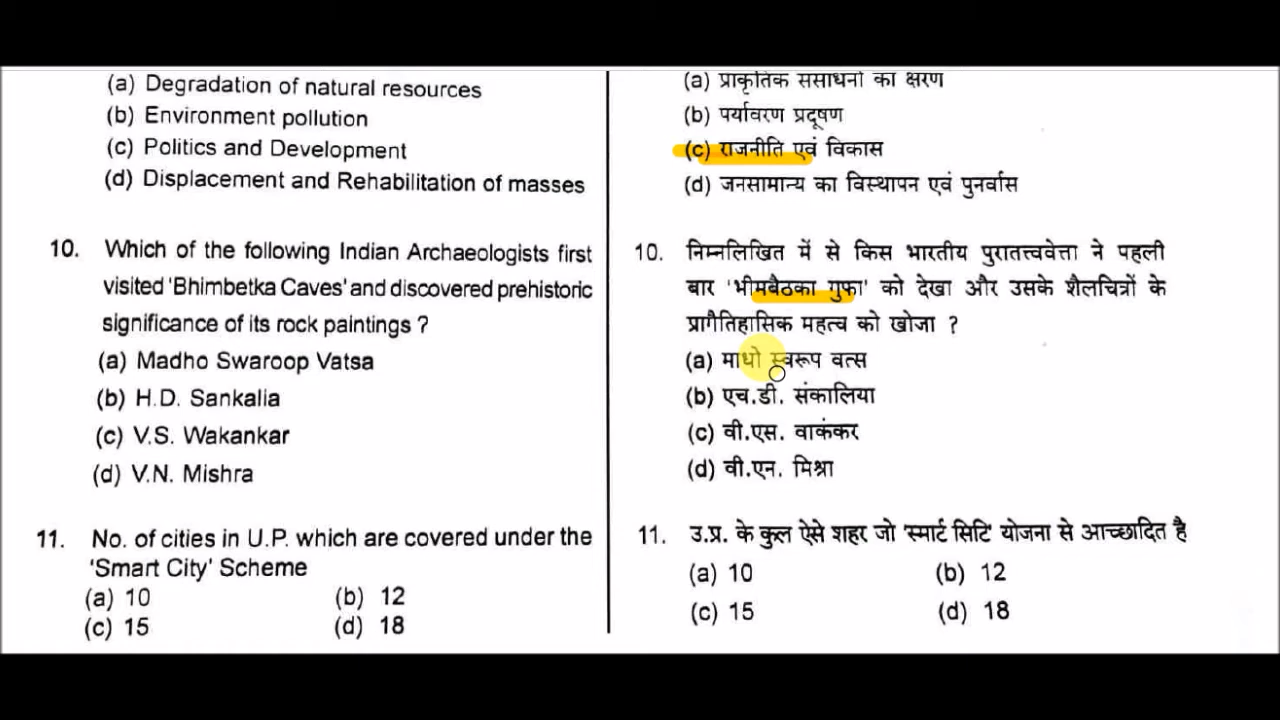 (a) Degradation of natural resources
(b) Environment pollution
(c) Politics and Development
(d) Displacement and Rehabilitation of masses
10. Which of the following Indian Archaeologists first
visited 'Bhimbetka Caves' and discovered prehistoric
significance of its rock paintings ?
(a) Madho Swaroop Vatsa
(b) H.D. Sankalia
(c) V.S. Wakankar
(d) V.N. Mishra
11. No. of cities in U.P. which are covered under the
'Smart City' Scheme
(a) 10 (b) 12
(c) 15 (d) 18
(a) प्राकृतिक संसाधनों का क्षरण
(b) पर्यावरण प्रदूषण
(c) राजनीति एवं विकास
(d) जनसामान्य का विस्थापन एवं पुनर्वास
10. निम्नलिखित में से किस भारतीय पुरातत्त्ववेत्ता ने पहली
बार 'भीमबैठका गुफा' को देखा और उसके शैलचित्रों के
प्रागैतिहासिक महत्व को खोजा ?
(a) माधो स्वरूप वत्स
(b) एच.डी. संकालिया
(c) वी.एस. वाकंकर
(d) वी.एन. मिश्रा
11. उ.प्र. के कुल ऐसे शहर जो 'स्मार्ट सिटि' योजना से आच्छादित है
(a) 10 (b) 12
(c) 15 (d) 18